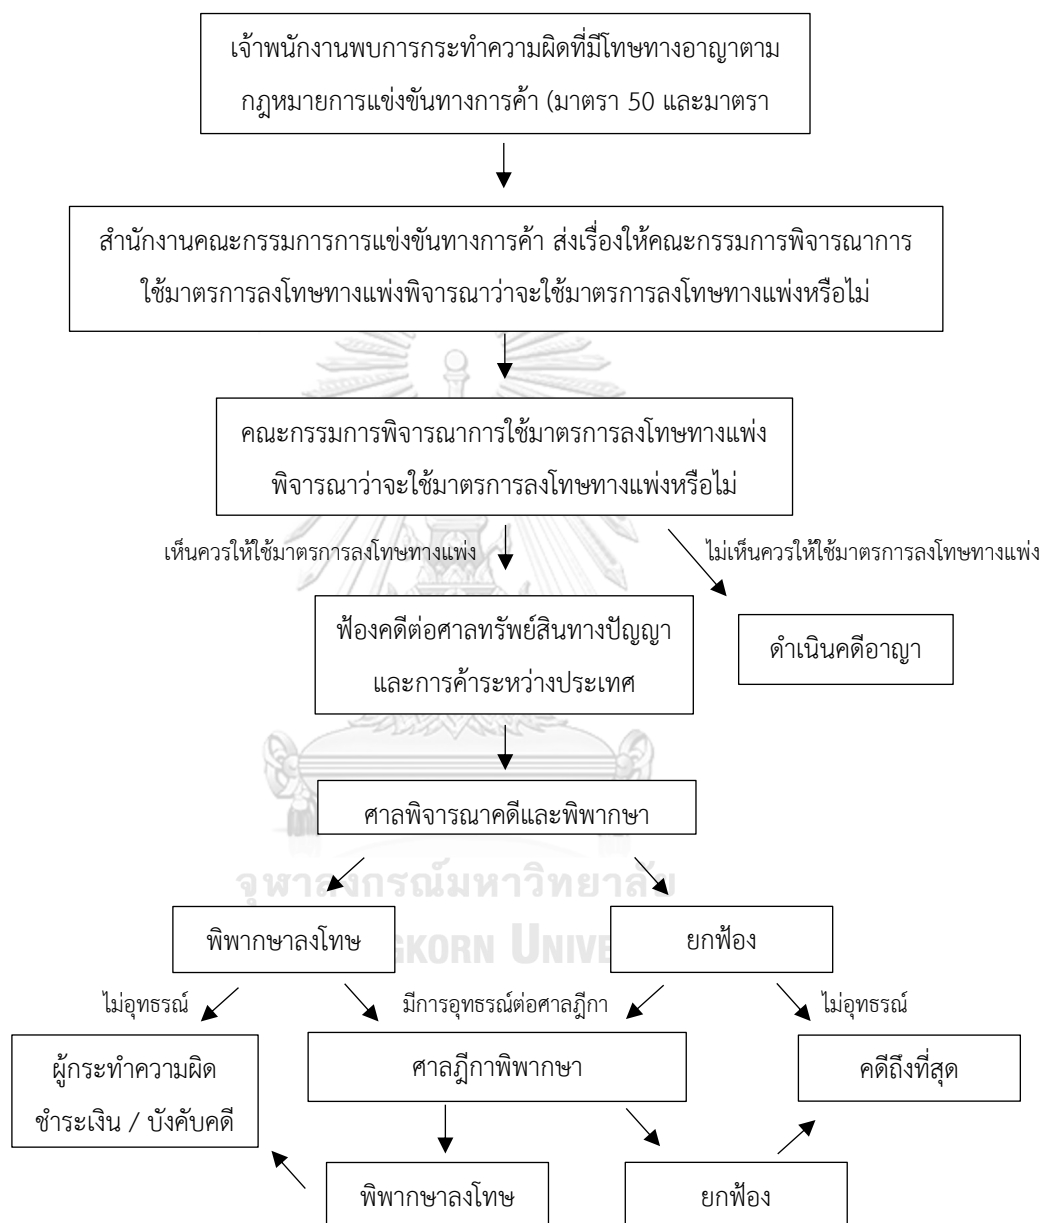 เจ้าพนักงานพบการกระทำความผิดที่มีโทษทางอาญาตาม
กฎหมายการแข่งขันทางการค้า (มาตรา 50 และมาตรา
สำนักงานคณะกรรมการการแข่งขันทางการค้า ส่งเรื่องให้คณะกรรมการพิจารณาการ
ใช้มาตรการลงโทษทางแพ่งพิจารณาว่าจะใช้มาตรการลงโทษทางแพ่งหรือไม่
คณะกรรมการพิจารณาการใช้มาตรการลงโทษทางแพ่ง
พิจารณาว่าจะใช้มาตรการลงโทษทางแพ่งหรือไม่
เห็นควรให้ใช้มาตรการลงโทษทางแพ่ง
ไม่เห็นควรให้ใช้มาตรการลงโทษทางแพ่ง
ฟ้องคดีต่อศาลทรัพย์สินทางปัญญา
และการค้าระหว่างประเทศ
ดำเนินคดีอาญา
ศาลพิจารณาคดีและพิพากษา
จุฬาลงกรณ์มหาวิทยาลัย
พิพากษาลงโทษ
ยกฟ้อง
GKORN UNIVE
ไม่อุทธรณ์
มีการอุทธรณ์ต่อศาลฎีกา
ไม่อุทธรณ์
ผู้กระทำความผิด
ชำระเงิน / บังคับคดี
ศาลฎีกาพิพากษา
คดีถึงที่สุด
พิพากษาลงโทษ
ยกฟ้อง